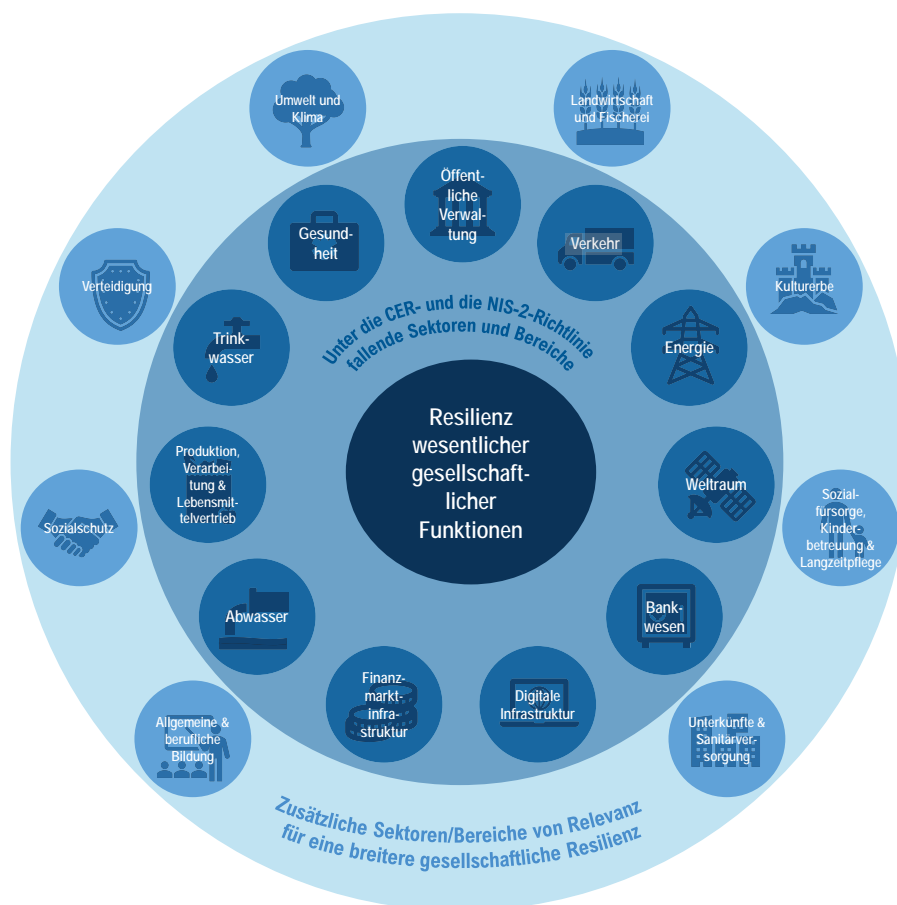 Umwelt und
Klima
Landwirtschaft
und Fischerei
Öffent-
liche
Verwal-
tung
Gesund-
heit
Verkehr
Verteidigung
Kulturerbe
Unter die CER- und die NIS-2-Richtlinie
fallende Sektoren und Bereiche
Trink-
wasser
Energie
Resilienz
wesentlicher
gesellschaft-
licher
Funktionen
Produktion,
Verarbei-
tung &
Lebensmit-
telvertrieb
Weltraum
Sozialschutz
Sozial-
fürsorge,
Kinder-
betreuung &
Langzeitpflege
Abwasser
Bank-
wesen
Finanz-
markt-
infra-
struktur
Digitale
Infrastruktur
Allgemeine &
berufliche
Bildung
Unterkünfte &
Sanitärver-
sorgung
Zusätzliche Sektoren/Bereiche von Relevanz
für eine breitere gesellschaftliche Resilienz